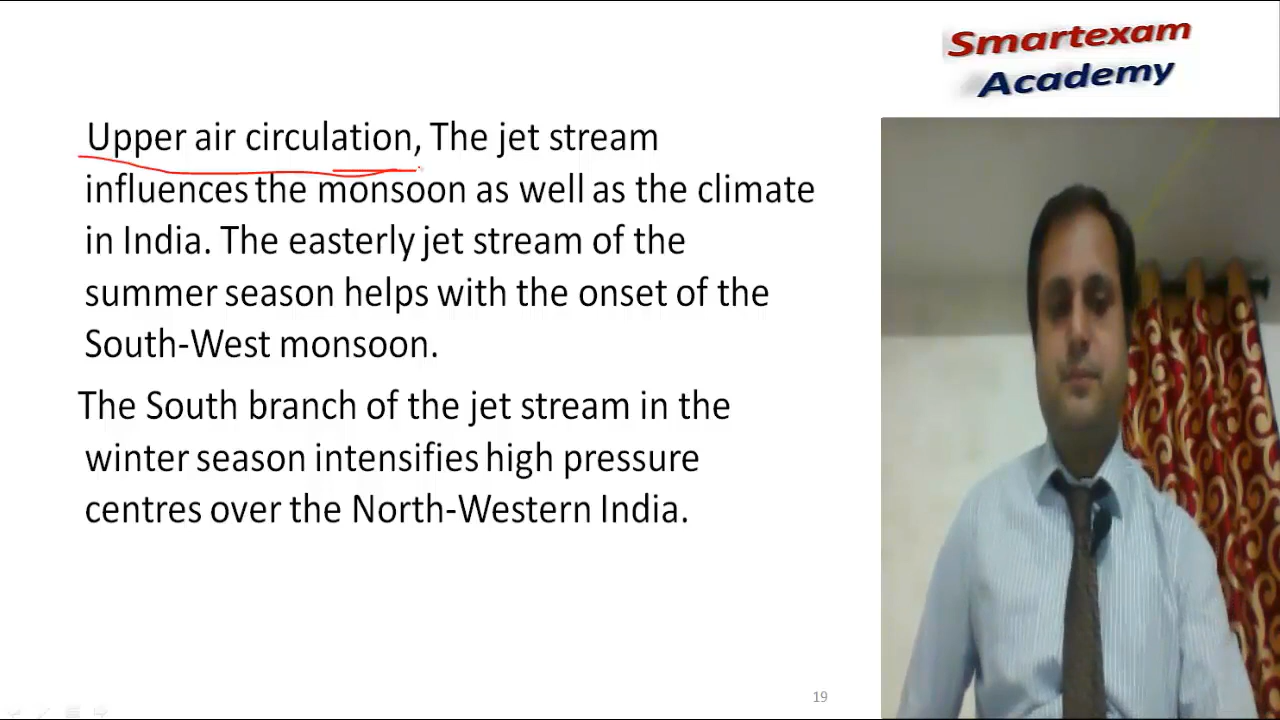 Smartexam
Academy
Upper air circulation, The jet stream
influences the monsoon as well as the climate
in India. The easterly jet stream of the
summer season helps with the onset of the
South-West monsoon.
The South branch of the jet stream in the
winter season intensifies high pressure
centres over the North-Western India.
19